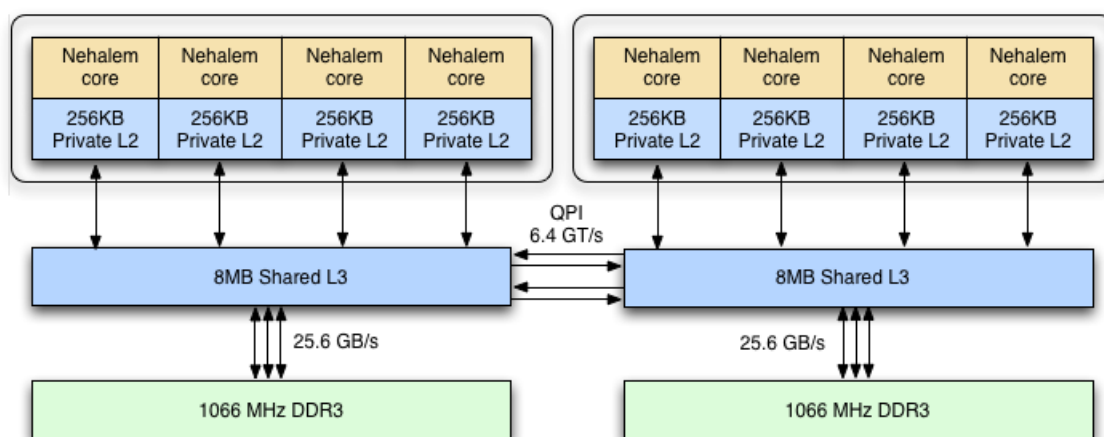 Nehalem core
Nehalem core
Nehalem core
Nehalem core
256KB Private L2
256KB Private L2
256KB Private L2
256KB Private L2
Nehalem core
Nehalem core
Nehalem core
Nehalem core
256KB Private L2
256KB Private L2
256KB Private L2
256KB Private L2
QPI
6.4 GT/s
8MB Shared L3
8MB Shared L3
25.6 GB/s
25.6 GB/s
1066 MHz DDR3
1066 MHz DDR3